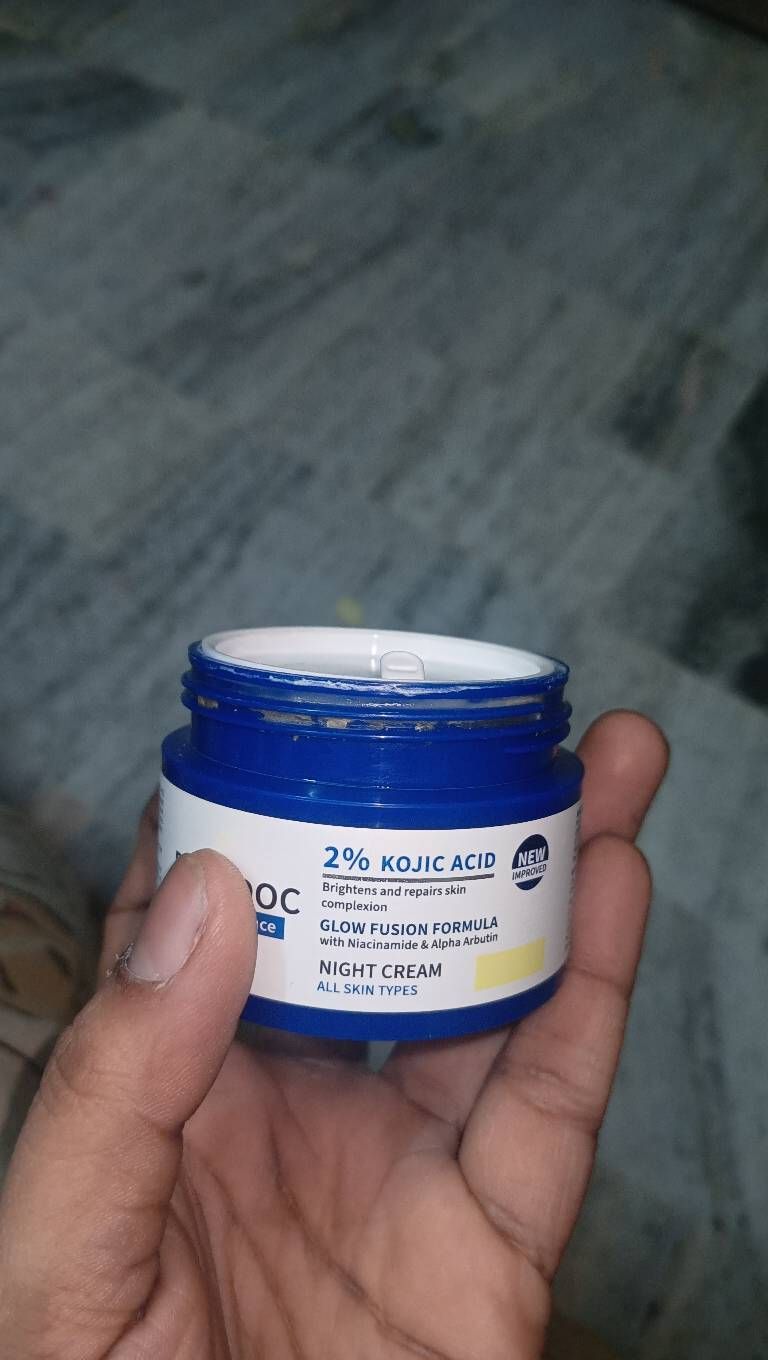 2% KOJIC ACID
NEW
IMPROVED
Brightens and repairs skin
complexion
GLOW FUSION FORMULA
with Niacinamide & Alpha Arbutin
NIGHT CREAM
ALL SKIN TYPES